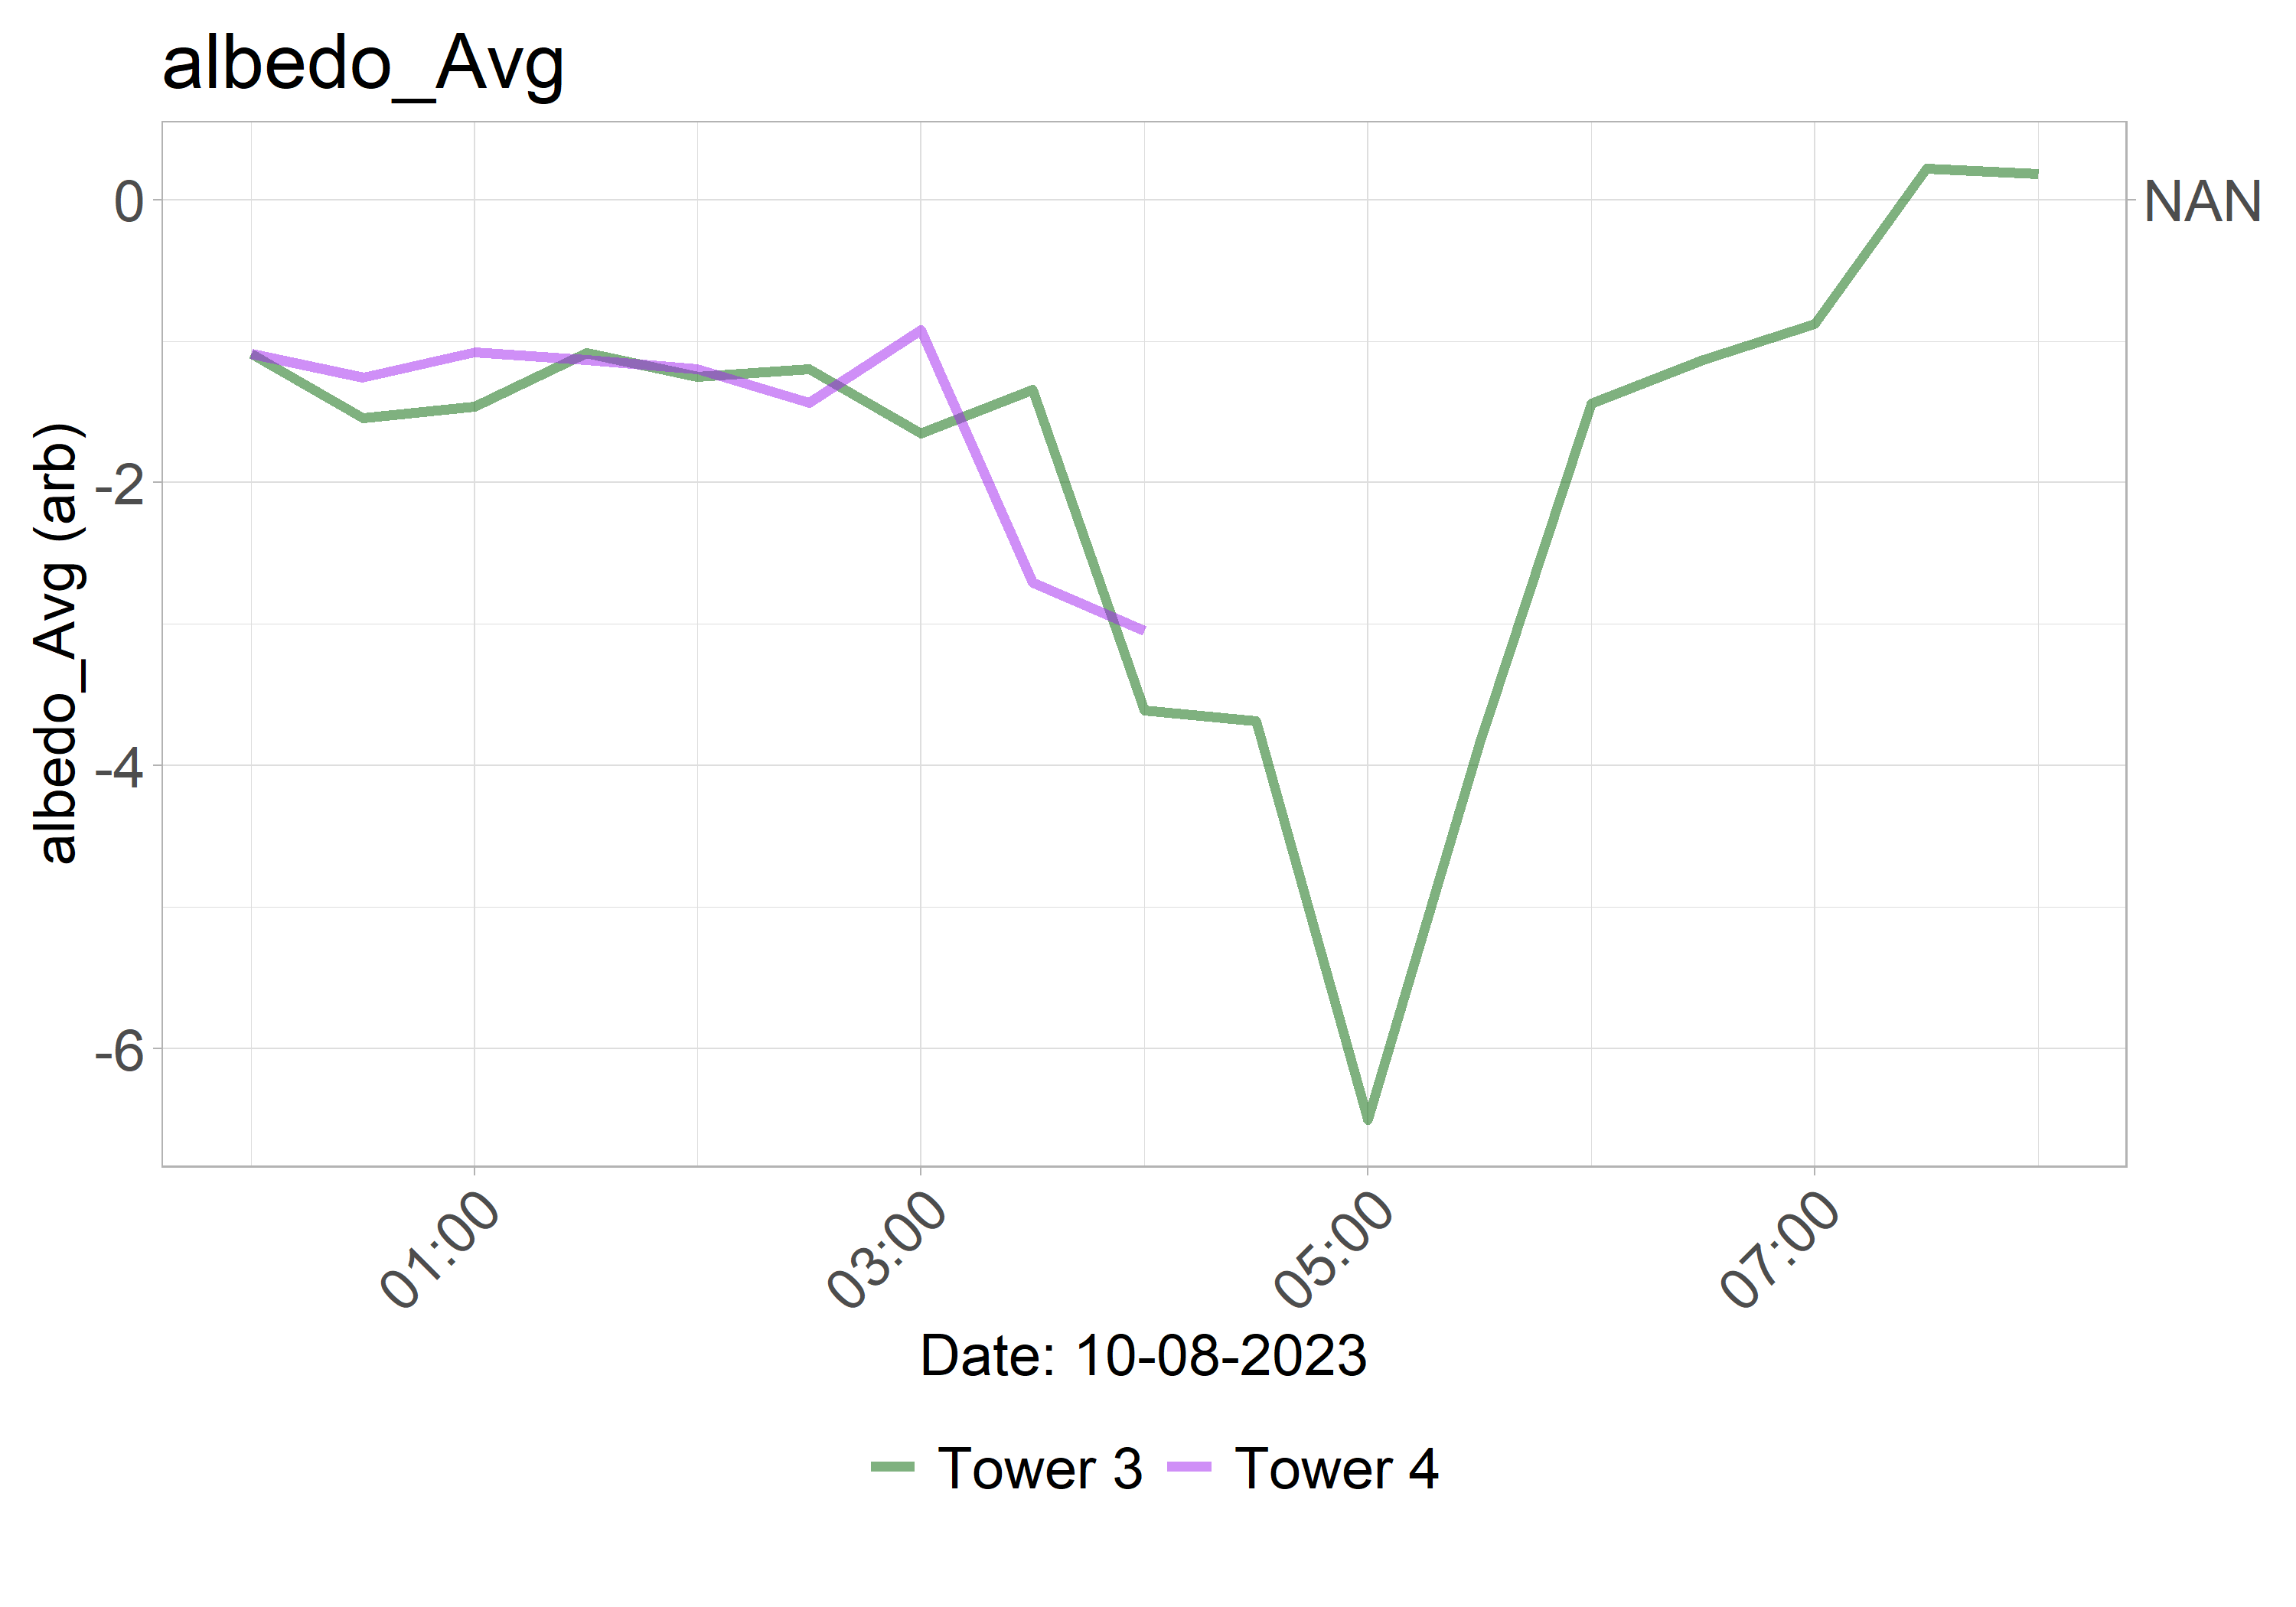 albedo_Avg
albedo_Avg (arb)
0
-2
-4
-6
NAN
01:00
03:00
05:00
07:00
Date: 10-08-2023
Tower 3
Tower 4